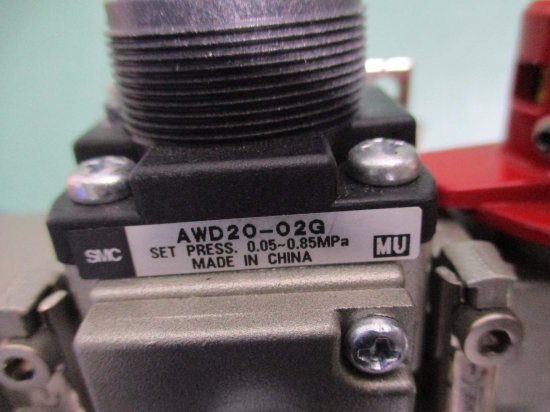 AWD20-02G
SMC SET PRESS. 0.05~0.85MPa MU
MADE IN CHINA